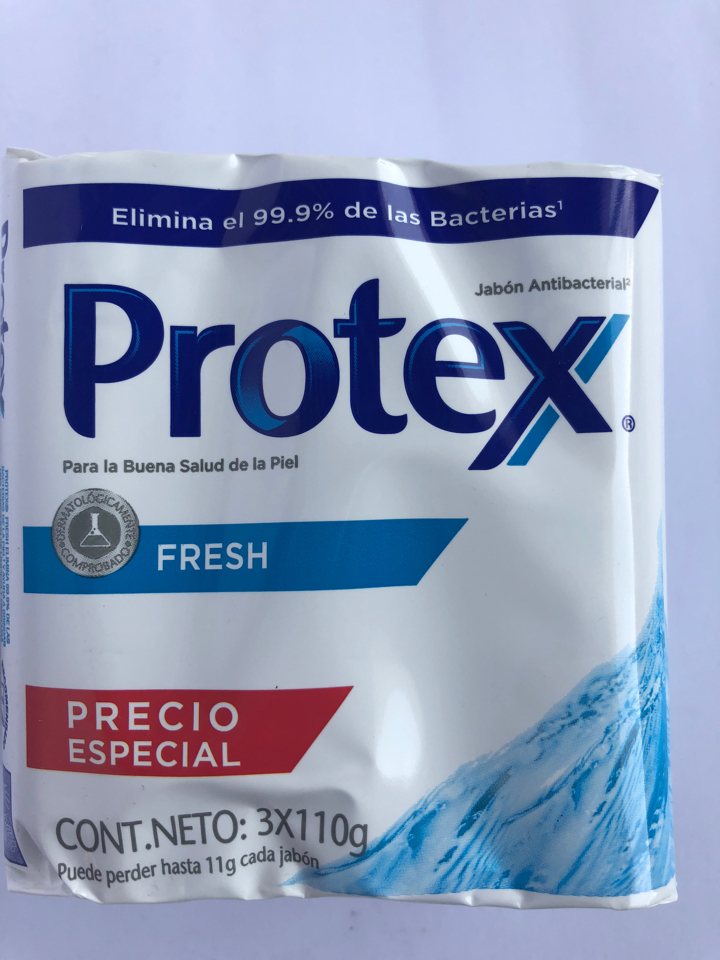 Elimina el 99.9% de las Bacterias¹
Jabón Antibacterial²
Protex®
Para la Buena Salud de la Piel
DERMATOLÓGICAMENTE
COMPROBADO
FRESH
PRECIO
ESPECIAL
CONT.NETO: 3X110g
Puede perder hasta 11g cada jabón